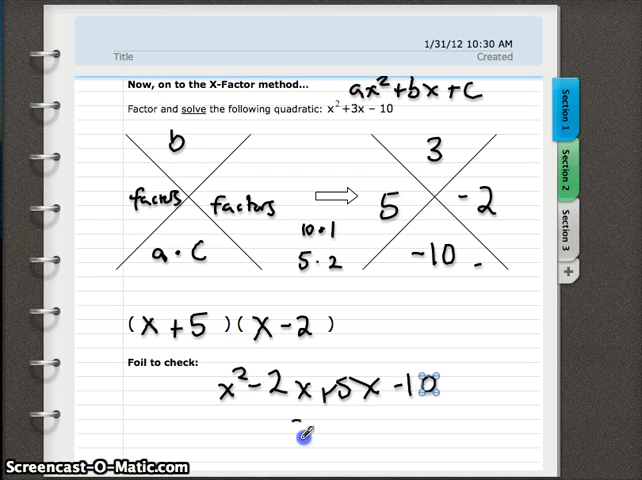 1/31/12 10:30 AM
Title Created
Now, on to the X-Factor method...
ax² + bx + c
Factor and solve the following quadratic: x² +3x – 10
b
factors factors
a · c
10 · 1
5 · 2
3
5 -2
-10 -
( x + 5 ) ( x - 2 )
Foil to check:
x² - 2x + 5x - 10
-
Section 1
Section 2
Section 3
+
Screencast-O-Matic.com